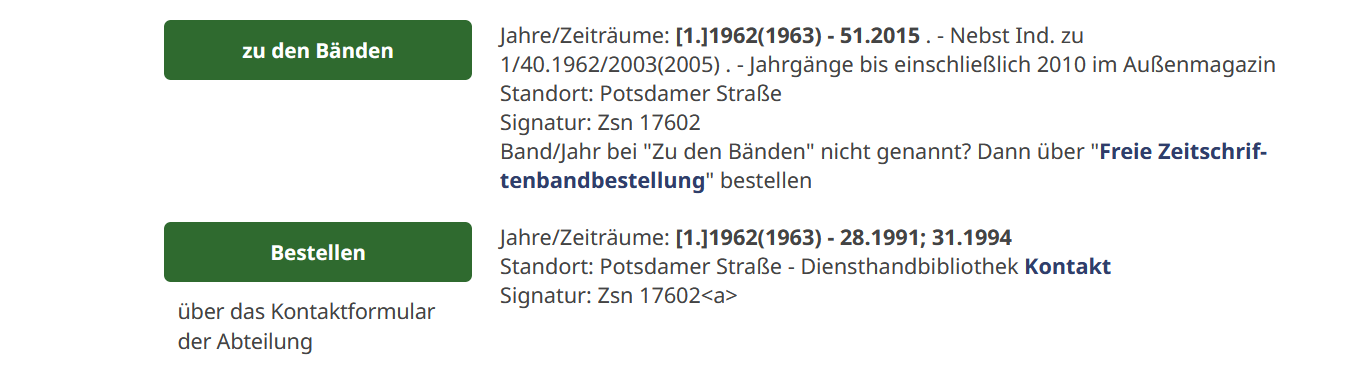 zu den Bänden
Jahre/Zeiträume: [1.]1962(1963) - 51.2015 . - Nebst Ind. zu
1/40.1962/2003(2005) . - Jahrgänge bis einschließlich 2010 im Außenmagazin
Standort: Potsdamer Straße
Signatur: Zsn 17602
Band/Jahr bei "Zu den Bänden" nicht genannt? Dann über "Freie Zeitschrif-
tenbandbestellung" bestellen
Bestellen
über das Kontaktformular
der Abteilung
Jahre/Zeiträume: [1.]1962(1963) - 28.1991; 31.1994
Standort: Potsdamer Straße - Diensthandbibliothek Kontakt
Signatur: Zsn 17602<a>